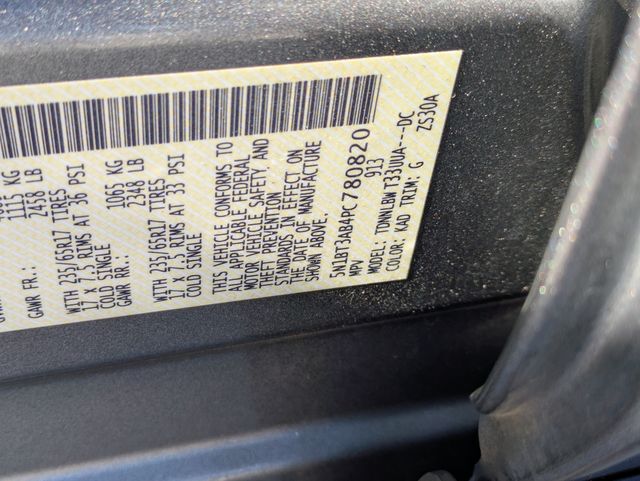 GAWR FR.: 1115 KG
2458 LB
WITH 235/65R17 TIRES
17 X 7.5 RIMS AT 36 PSI
COLD SINGLE
GAWR RR.: 1065 KG
2348 LB
WITH 235/65R17 TIRES
17 X 7.5 RIMS AT 33 PSI
COLD SINGLE
THIS VEHICLE CONFORMS TO
ALL APPLICABLE FEDERAL
MOTOR VEHICLE SAFETY AND
THEFT PREVENTION
STANDARDS IN EFFECT ON
THE DATE OF MANUFACTURE
SHOWN ABOVE.
5N1BT3AB4PC780820
MPV 913
MODEL: TDWNLBW T330UA---DC
COLOR: KAD TRIM: G ZS30A